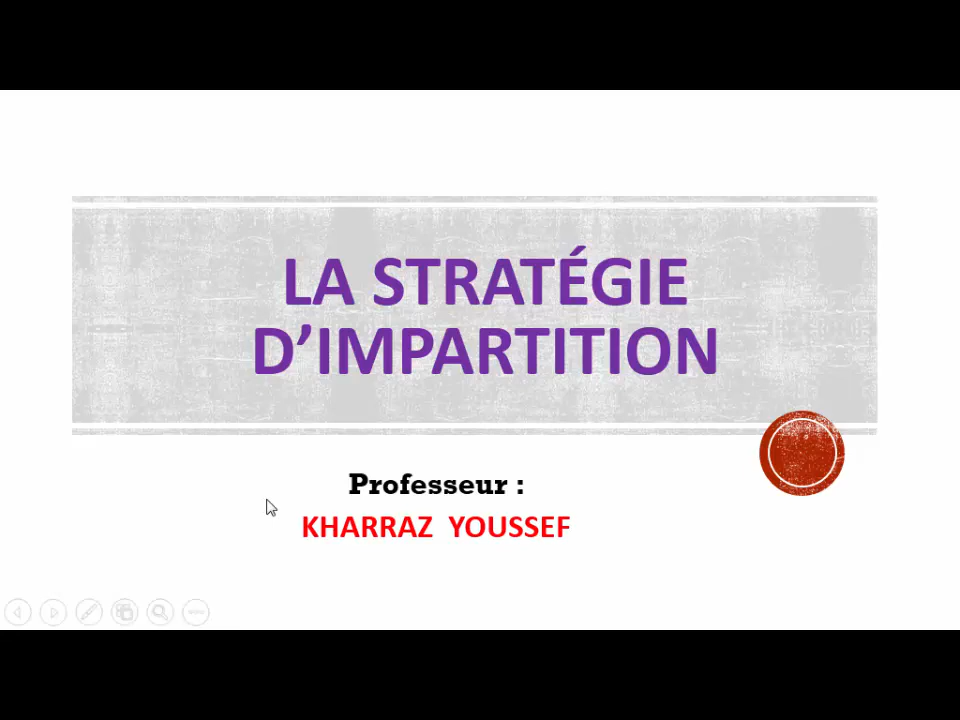 LA STRATÉGIE
D’IMPARTITION
Professeur :
KHARRAZ YOUSSEF